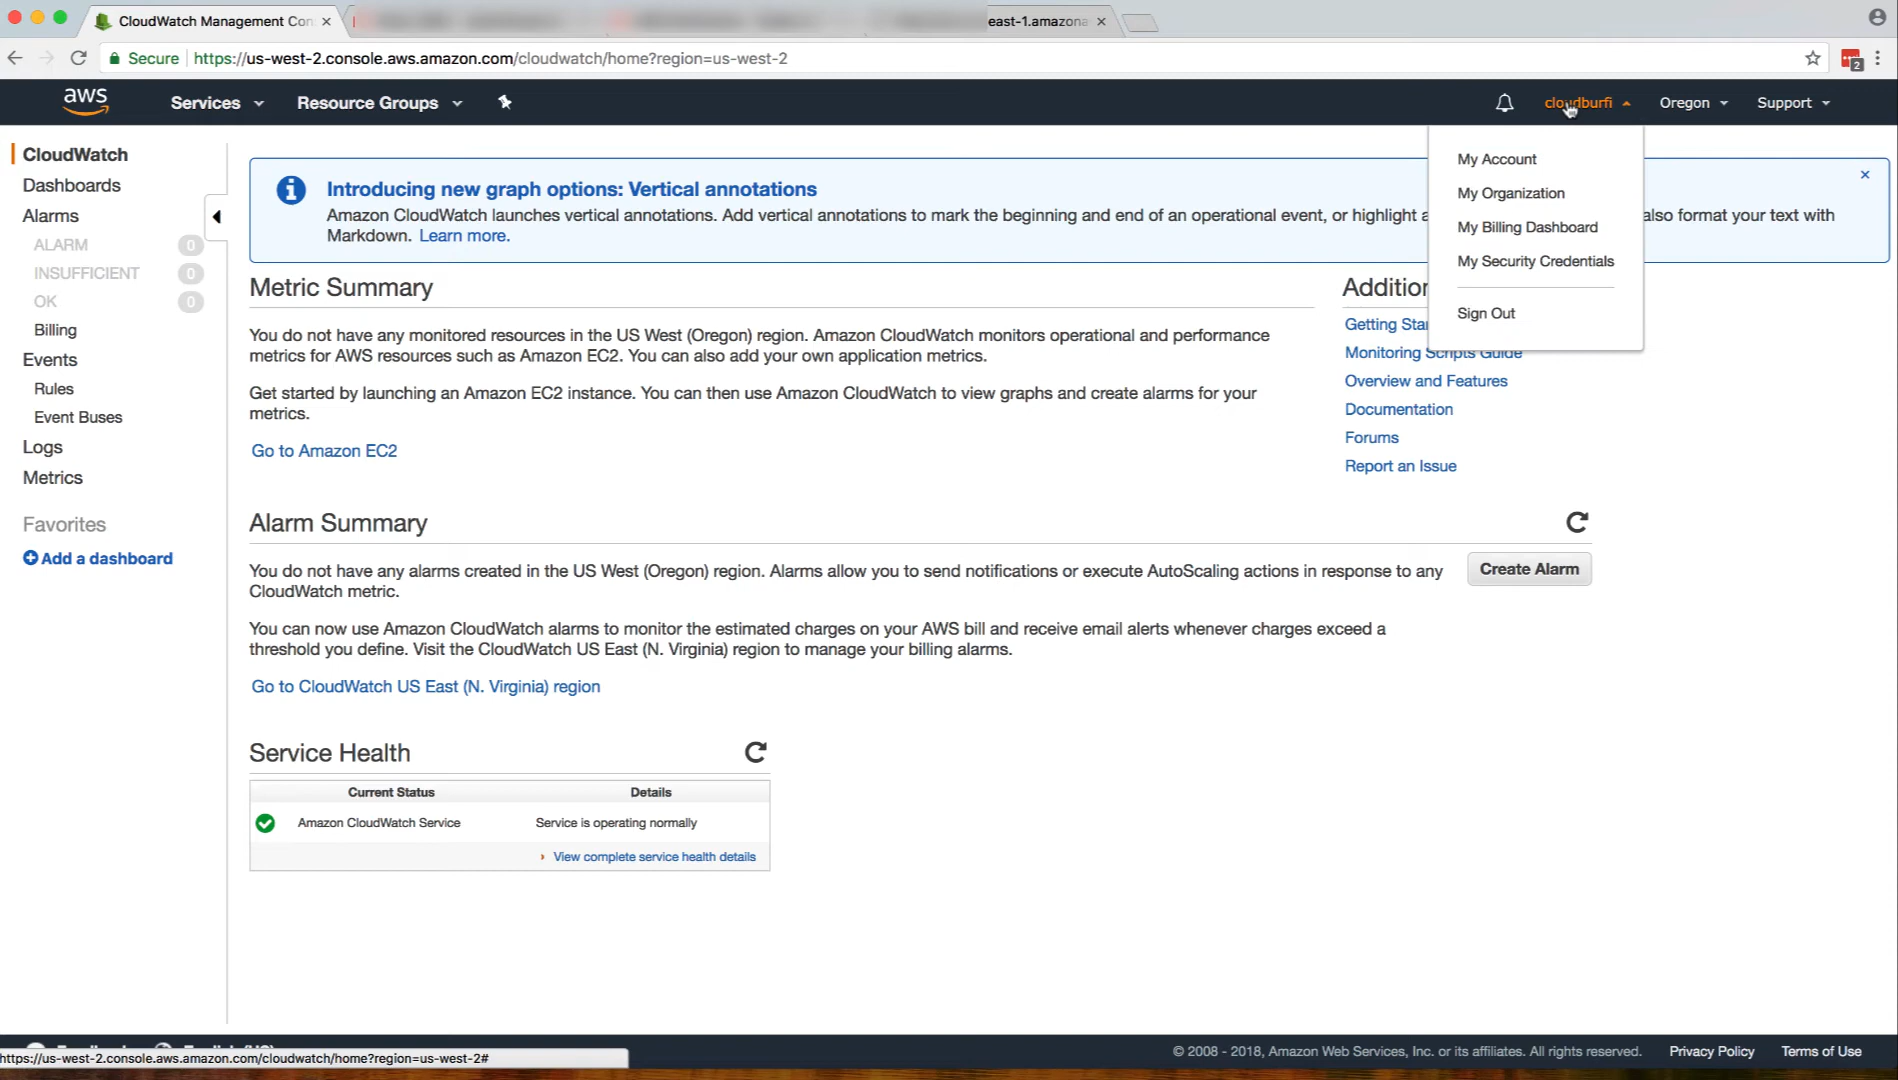 CloudWatch Management Con
east-1.amazona
Secure https://us-west-2.console.aws.amazon.com/cloudwatch/home?region=us-west-2
2
aws Services Resource Groups cloudburfi Oregon Support
My Account
My Organization
My Billing Dashboard
My Security Credentials
Sign Out
CloudWatch
Dashboards
Alarms
ALARM 0
INSUFFICIENT 0
OK 0
Billing
Events
Rules
Event Buses
Logs
Metrics
Favorites
Add a dashboard
Introducing new graph options: Vertical annotations
Amazon CloudWatch launches vertical annotations. Add vertical annotations to mark the beginning and end of an operational event, or highlight a also format your text with
Markdown. Learn more.
Metric Summary
You do not have any monitored resources in the US West (Oregon) region. Amazon CloudWatch monitors operational and performance
metrics for AWS resources such as Amazon EC2. You can also add your own application metrics.
Get started by launching an Amazon EC2 instance. You can then use Amazon CloudWatch to view graphs and create alarms for your
metrics.
Go to Amazon EC2
Addition
Getting Star
Monitoring Scripts Guide
Overview and Features
Documentation
Forums
Report an Issue
Alarm Summary
You do not have any alarms created in the US West (Oregon) region. Alarms allow you to send notifications or execute AutoScaling actions in response to any
CloudWatch metric.
Create Alarm
You can now use Amazon CloudWatch alarms to monitor the estimated charges on your AWS bill and receive email alerts whenever charges exceed a
threshold you define. Visit the CloudWatch US East (N. Virginia) region to manage your billing alarms.
Go to CloudWatch US East (N. Virginia) region
Service Health
Current Status Details
Amazon CloudWatch Service Service is operating normally
View complete service health details
https://us-west-2.console.aws.amazon.com/cloudwatch/home?region=us-west-2#
© 2008 - 2018, Amazon Web Services, Inc. or its affiliates. All rights reserved. Privacy Policy Terms of Use